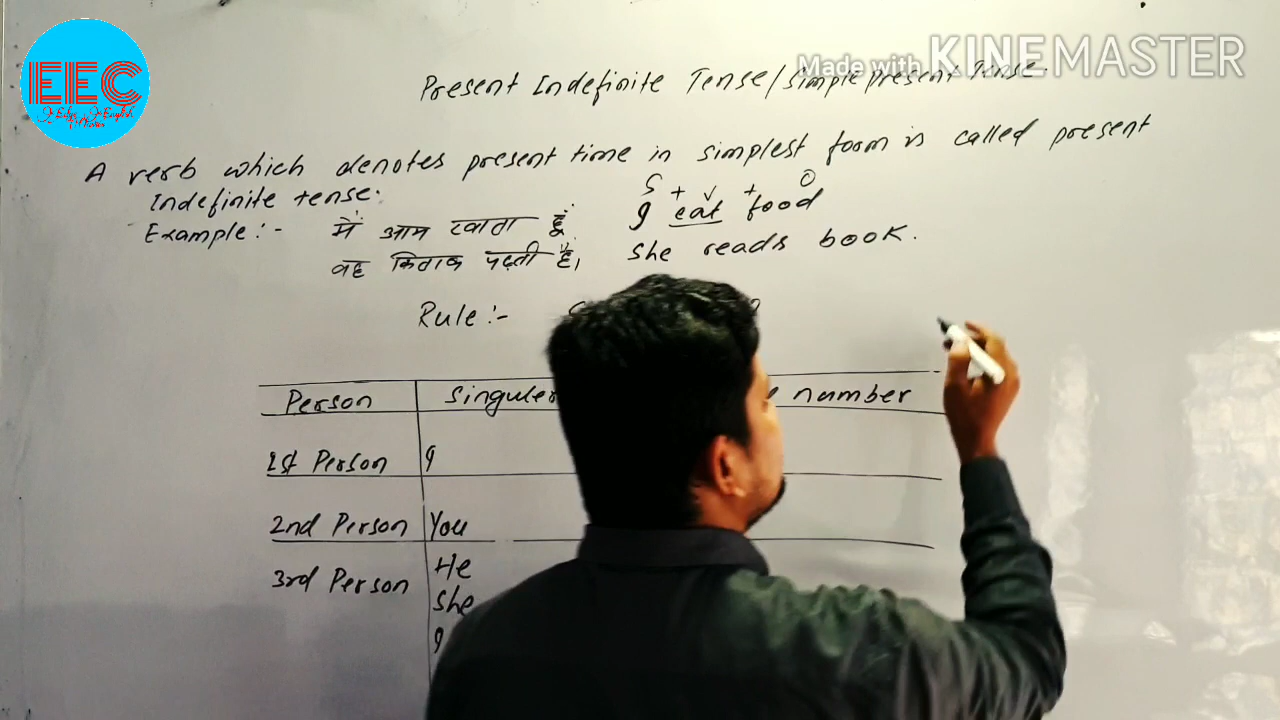 EEC
Made with KINEMASTER
Present Indefinite Tense/Simple present Tense.
A verb which denotes present time in simplest form is called present
Indefinite tense.
S + V + O
Example:- मैं आम खाता हूँ. I eat food
वह किताब पढ़ती है। She reads book.
Rule:- S
Person Singuler number
1st Person I
2nd Person You
3rd Person He
She